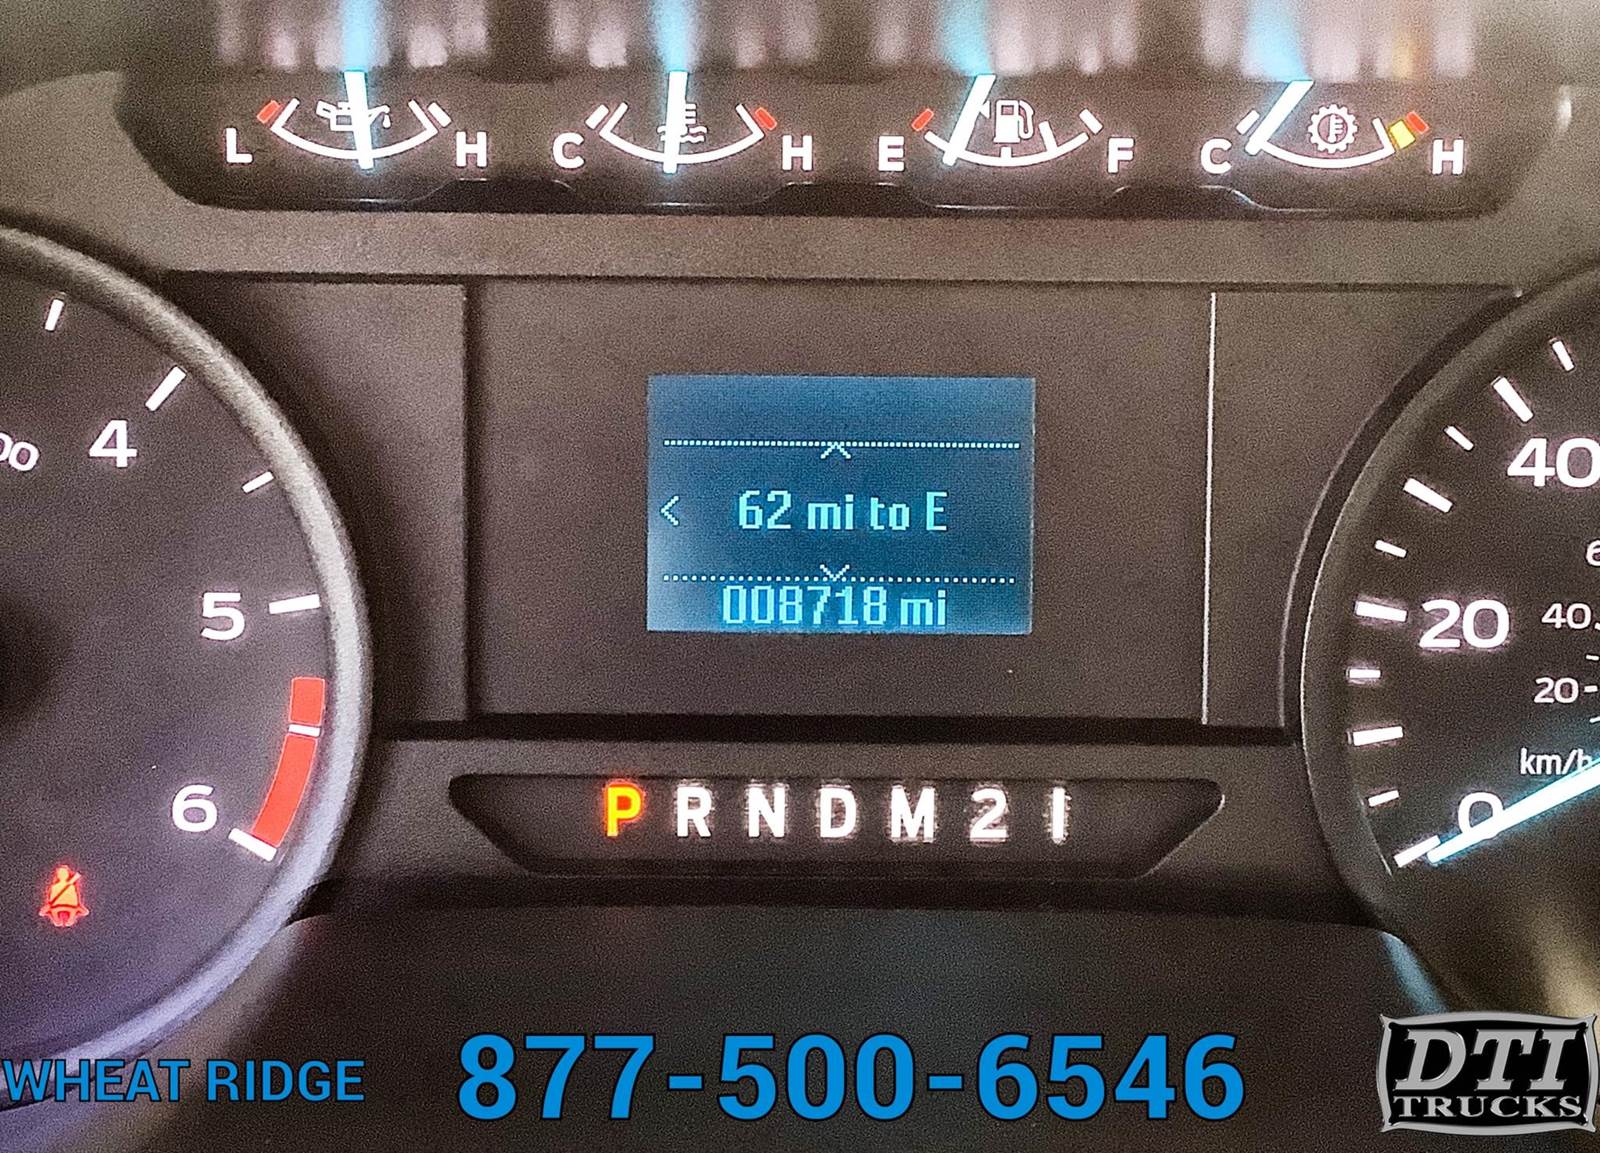 L H C H E F C H
4
00
5
6
62 mi to E
008718 mi
40
20
40
20
km/h
0
P R N D M 2 1
WHEAT RIDGE 877-500-6546
DTI
TRUCKS